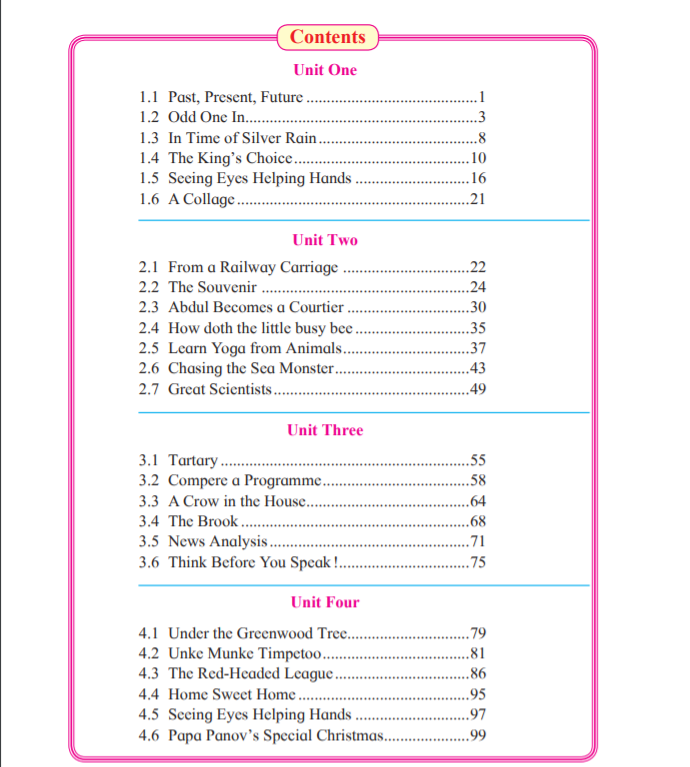 Contents
Unit One
1.1 Past, Present, Future ..........................................1
1.2 Odd One In.........................................................3
1.3 In Time of Silver Rain.......................................8
1.4 The King's Choice...........................................10
1.5 Seeing Eyes Helping Hands ............................16
1.6 A Collage.........................................................21
Unit Two
2.1 From a Railway Carriage ...............................22
2.2 The Souvenir ...................................................24
2.3 Abdul Becomes a Courtier ..............................30
2.4 How doth the little busy bee............................35
2.5 Learn Yoga from Animals...............................37
2.6 Chasing the Sea Monster.................................43
2.7 Great Scientists................................................49
Unit Three
3.1 Tartary.............................................................55
3.2 Compere a Programme....................................58
3.3 A Crow in the House........................................64
3.4 The Brook........................................................68
3.5 News Analysis.................................................71
3.6 Think Before You Speak!................................75
Unit Four
4.1 Under the Greenwood Tree..............................79
4.2 Unke Munke Timpetoo....................................81
4.3 The Red-Headed League.................................86
4.4 Home Sweet Home..........................................95
4.5 Seeing Eyes Helping Hands ............................97
4.6 Papa Panov's Special Christmas.....................99